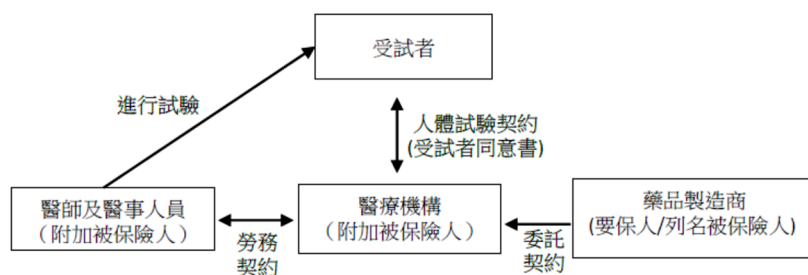 受試者
進行試驗
人體試驗契約
(受試者同意書)
醫師及醫事人員
（附加被保險人）
勞務
契約
醫療機構
（附加被保險人）
委託
契約
藥品製造商
(要保人/列名被保險人)